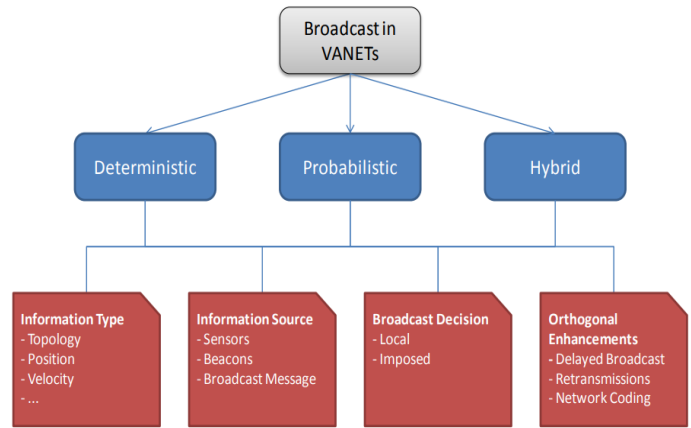 Broadcast in
VANETs
Deterministic
Probabilistic
Hybrid
Information Type
- Topology
- Position
- Velocity
- ...
Information Source
- Sensors
- Beacons
- Broadcast Message
Broadcast Decision
- Local
- Imposed
Orthogonal
Enhancements
- Delayed Broadcast
- Retransmissions
- Network Coding